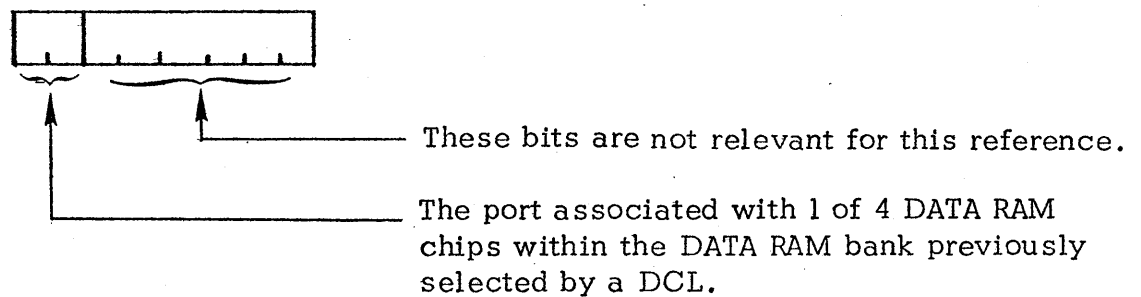 These bits are not relevant for this reference.
The port associated with 1 of 4 DATA RAM
chips within the DATA RAM bank previously
selected by a DCL.